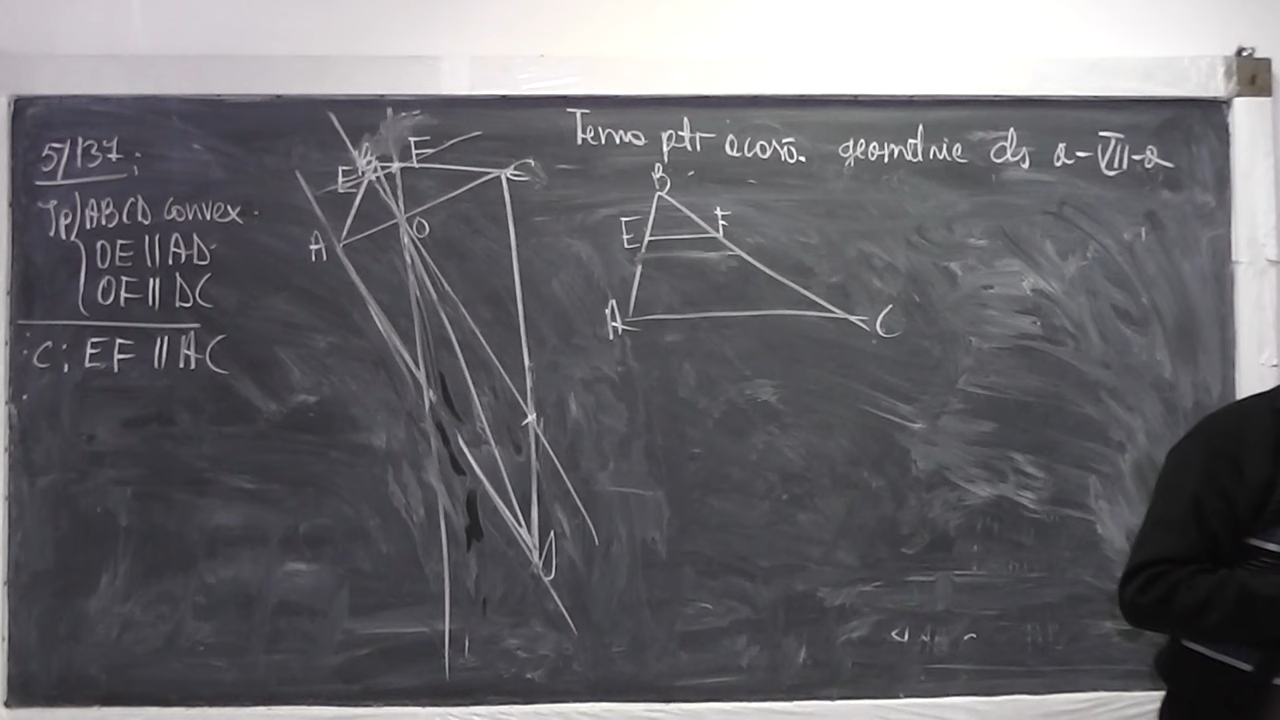 5/137:
Ip) ABCD convex.
OE || AD
OF || DC
C: EF || AC
E B F C
A O
D
Tema ptr acasă. geometrie cls a-VII-a
B
E F
A C